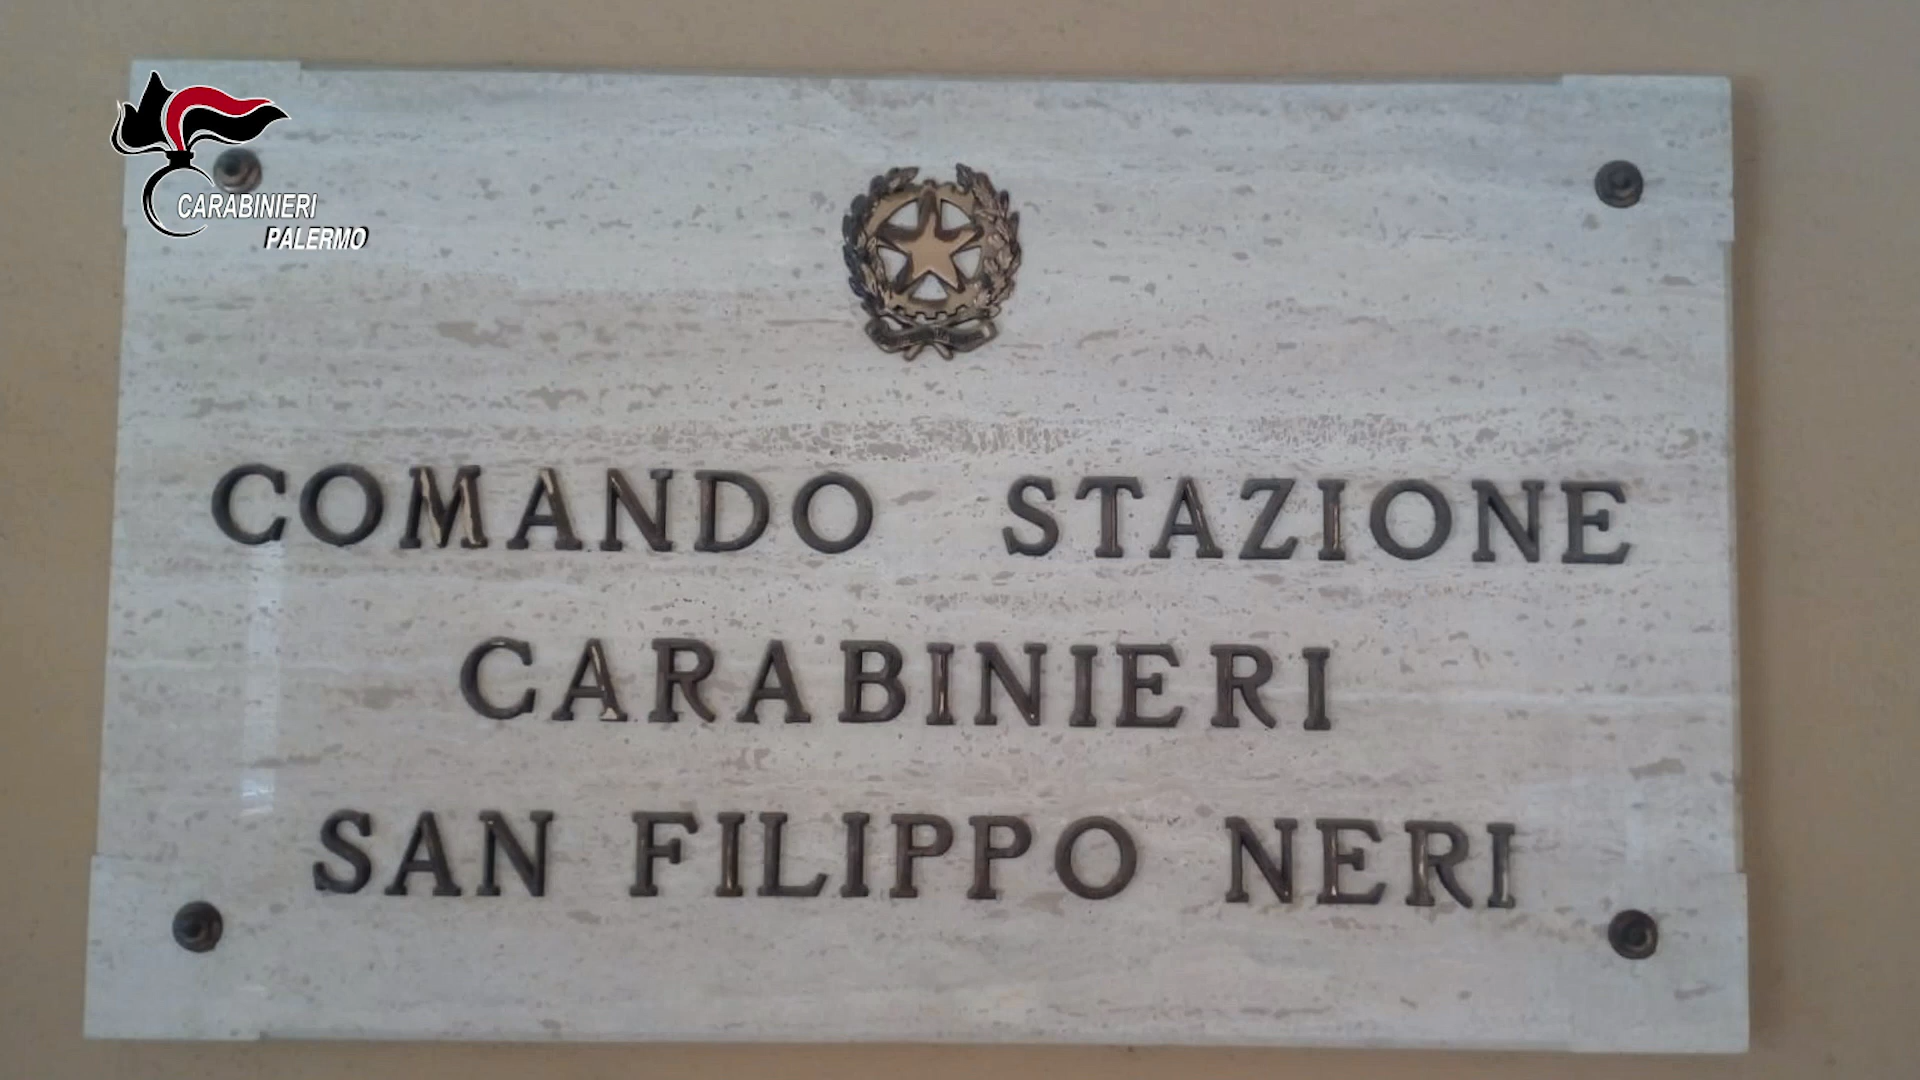 CARABINIERI
PALERMO
COMANDO STAZIONE
CARABINIERI
SAN FILIPPO NERI